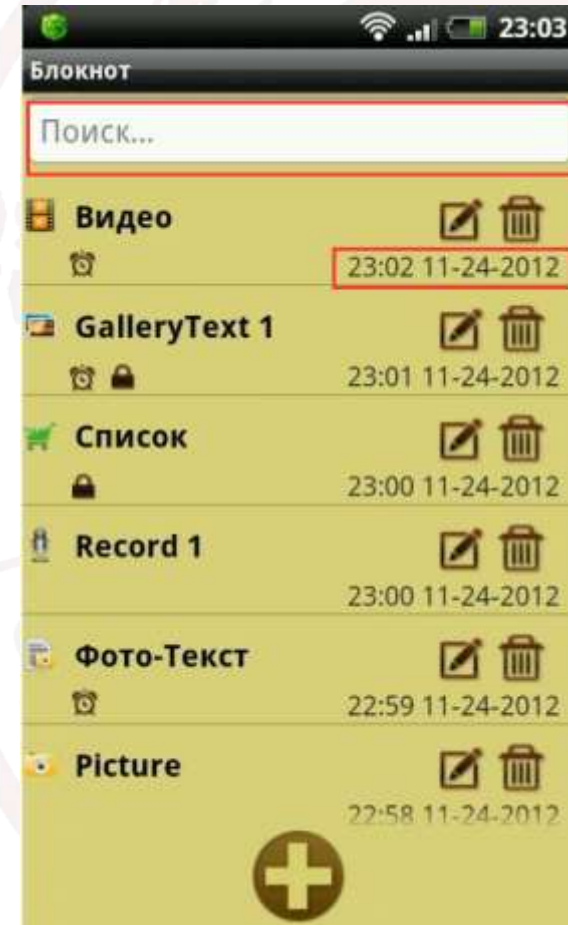 23:03
Блокнот
Поиск...
Видео
23:02 11-24-2012
GalleryText 1
23:01 11-24-2012
Список
23:00 11-24-2012
Record 1
23:00 11-24-2012
Фото-Текст
22:59 11-24-2012
Picture
22:58 11-24-2012